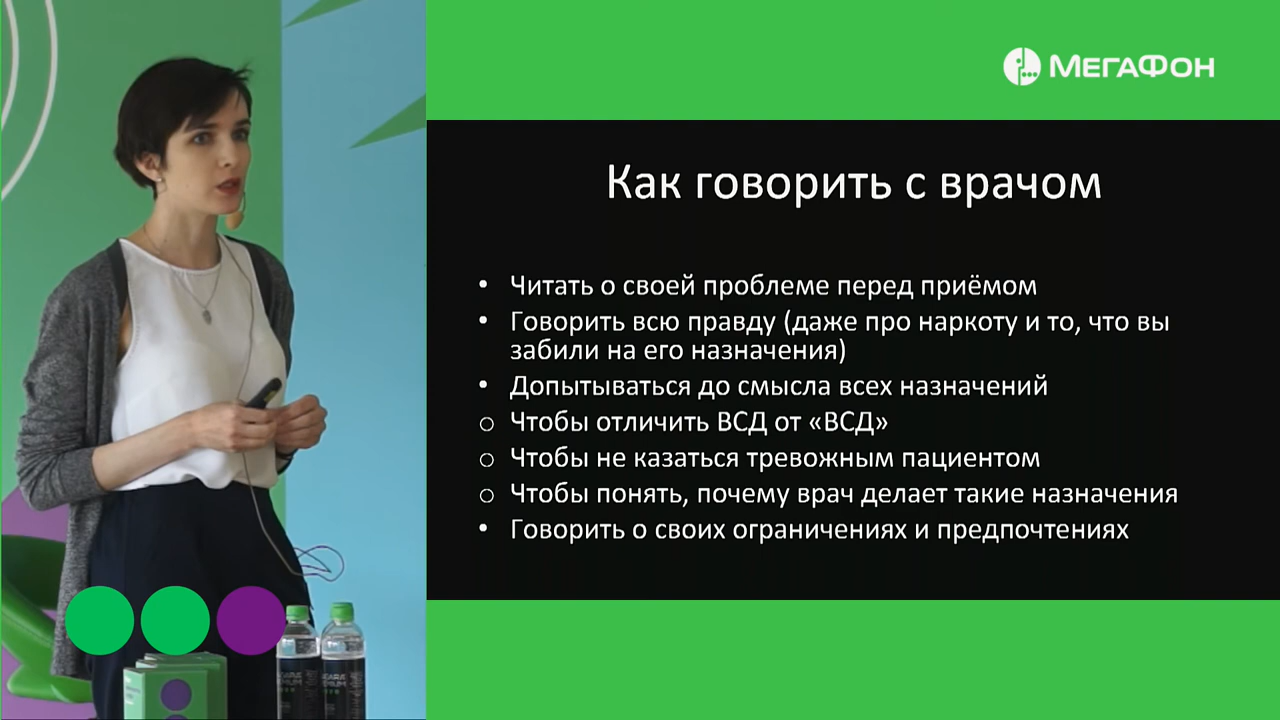 МЕГАФОН
Как говорить с врачом
• Читать о своей проблеме перед приёмом
• Говорить всю правду (даже про наркоту и то, что вы
забили на его назначения)
• Допытываться до смысла всех назначений
o Чтобы отличить ВСД от «ВСД»
o Чтобы не казаться тревожным пациентом
o Чтобы понять, почему врач делает такие назначения
• Говорить о своих ограничениях и предпочтениях